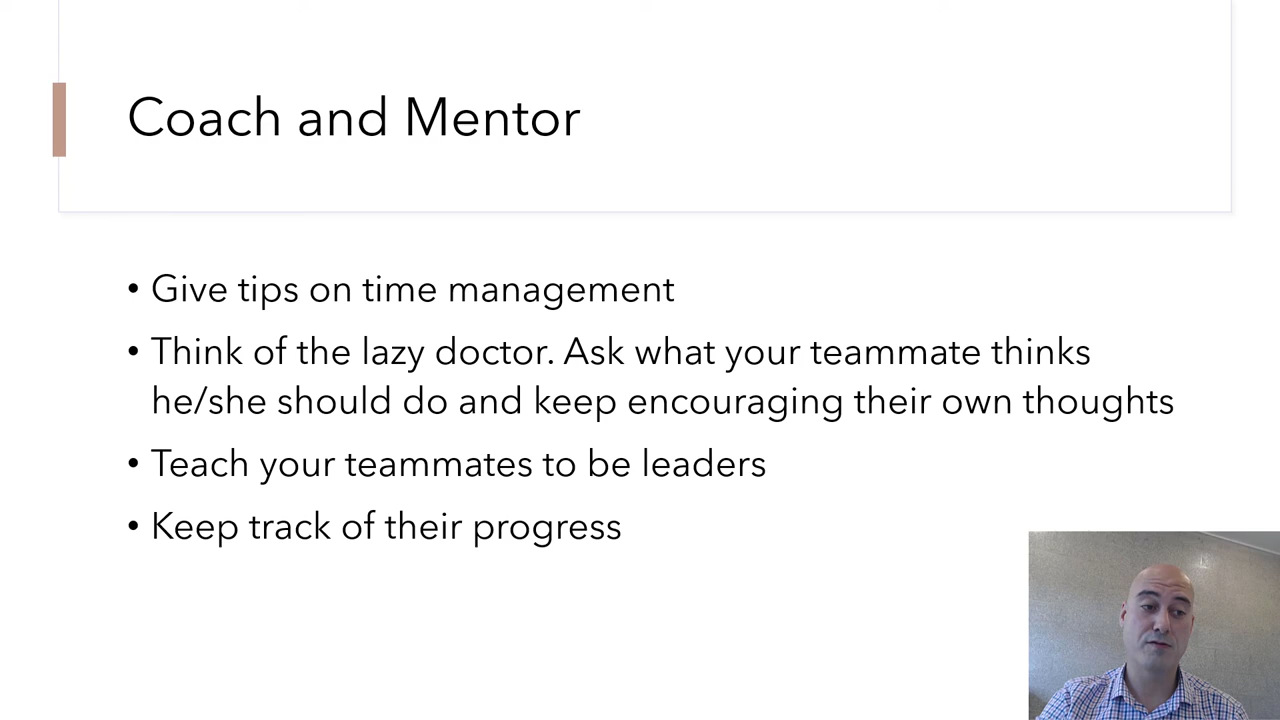 Coach and Mentor
• Give tips on time management
• Think of the lazy doctor. Ask what your teammate thinks
he/she should do and keep encouraging their own thoughts
• Teach your teammates to be leaders
• Keep track of their progress